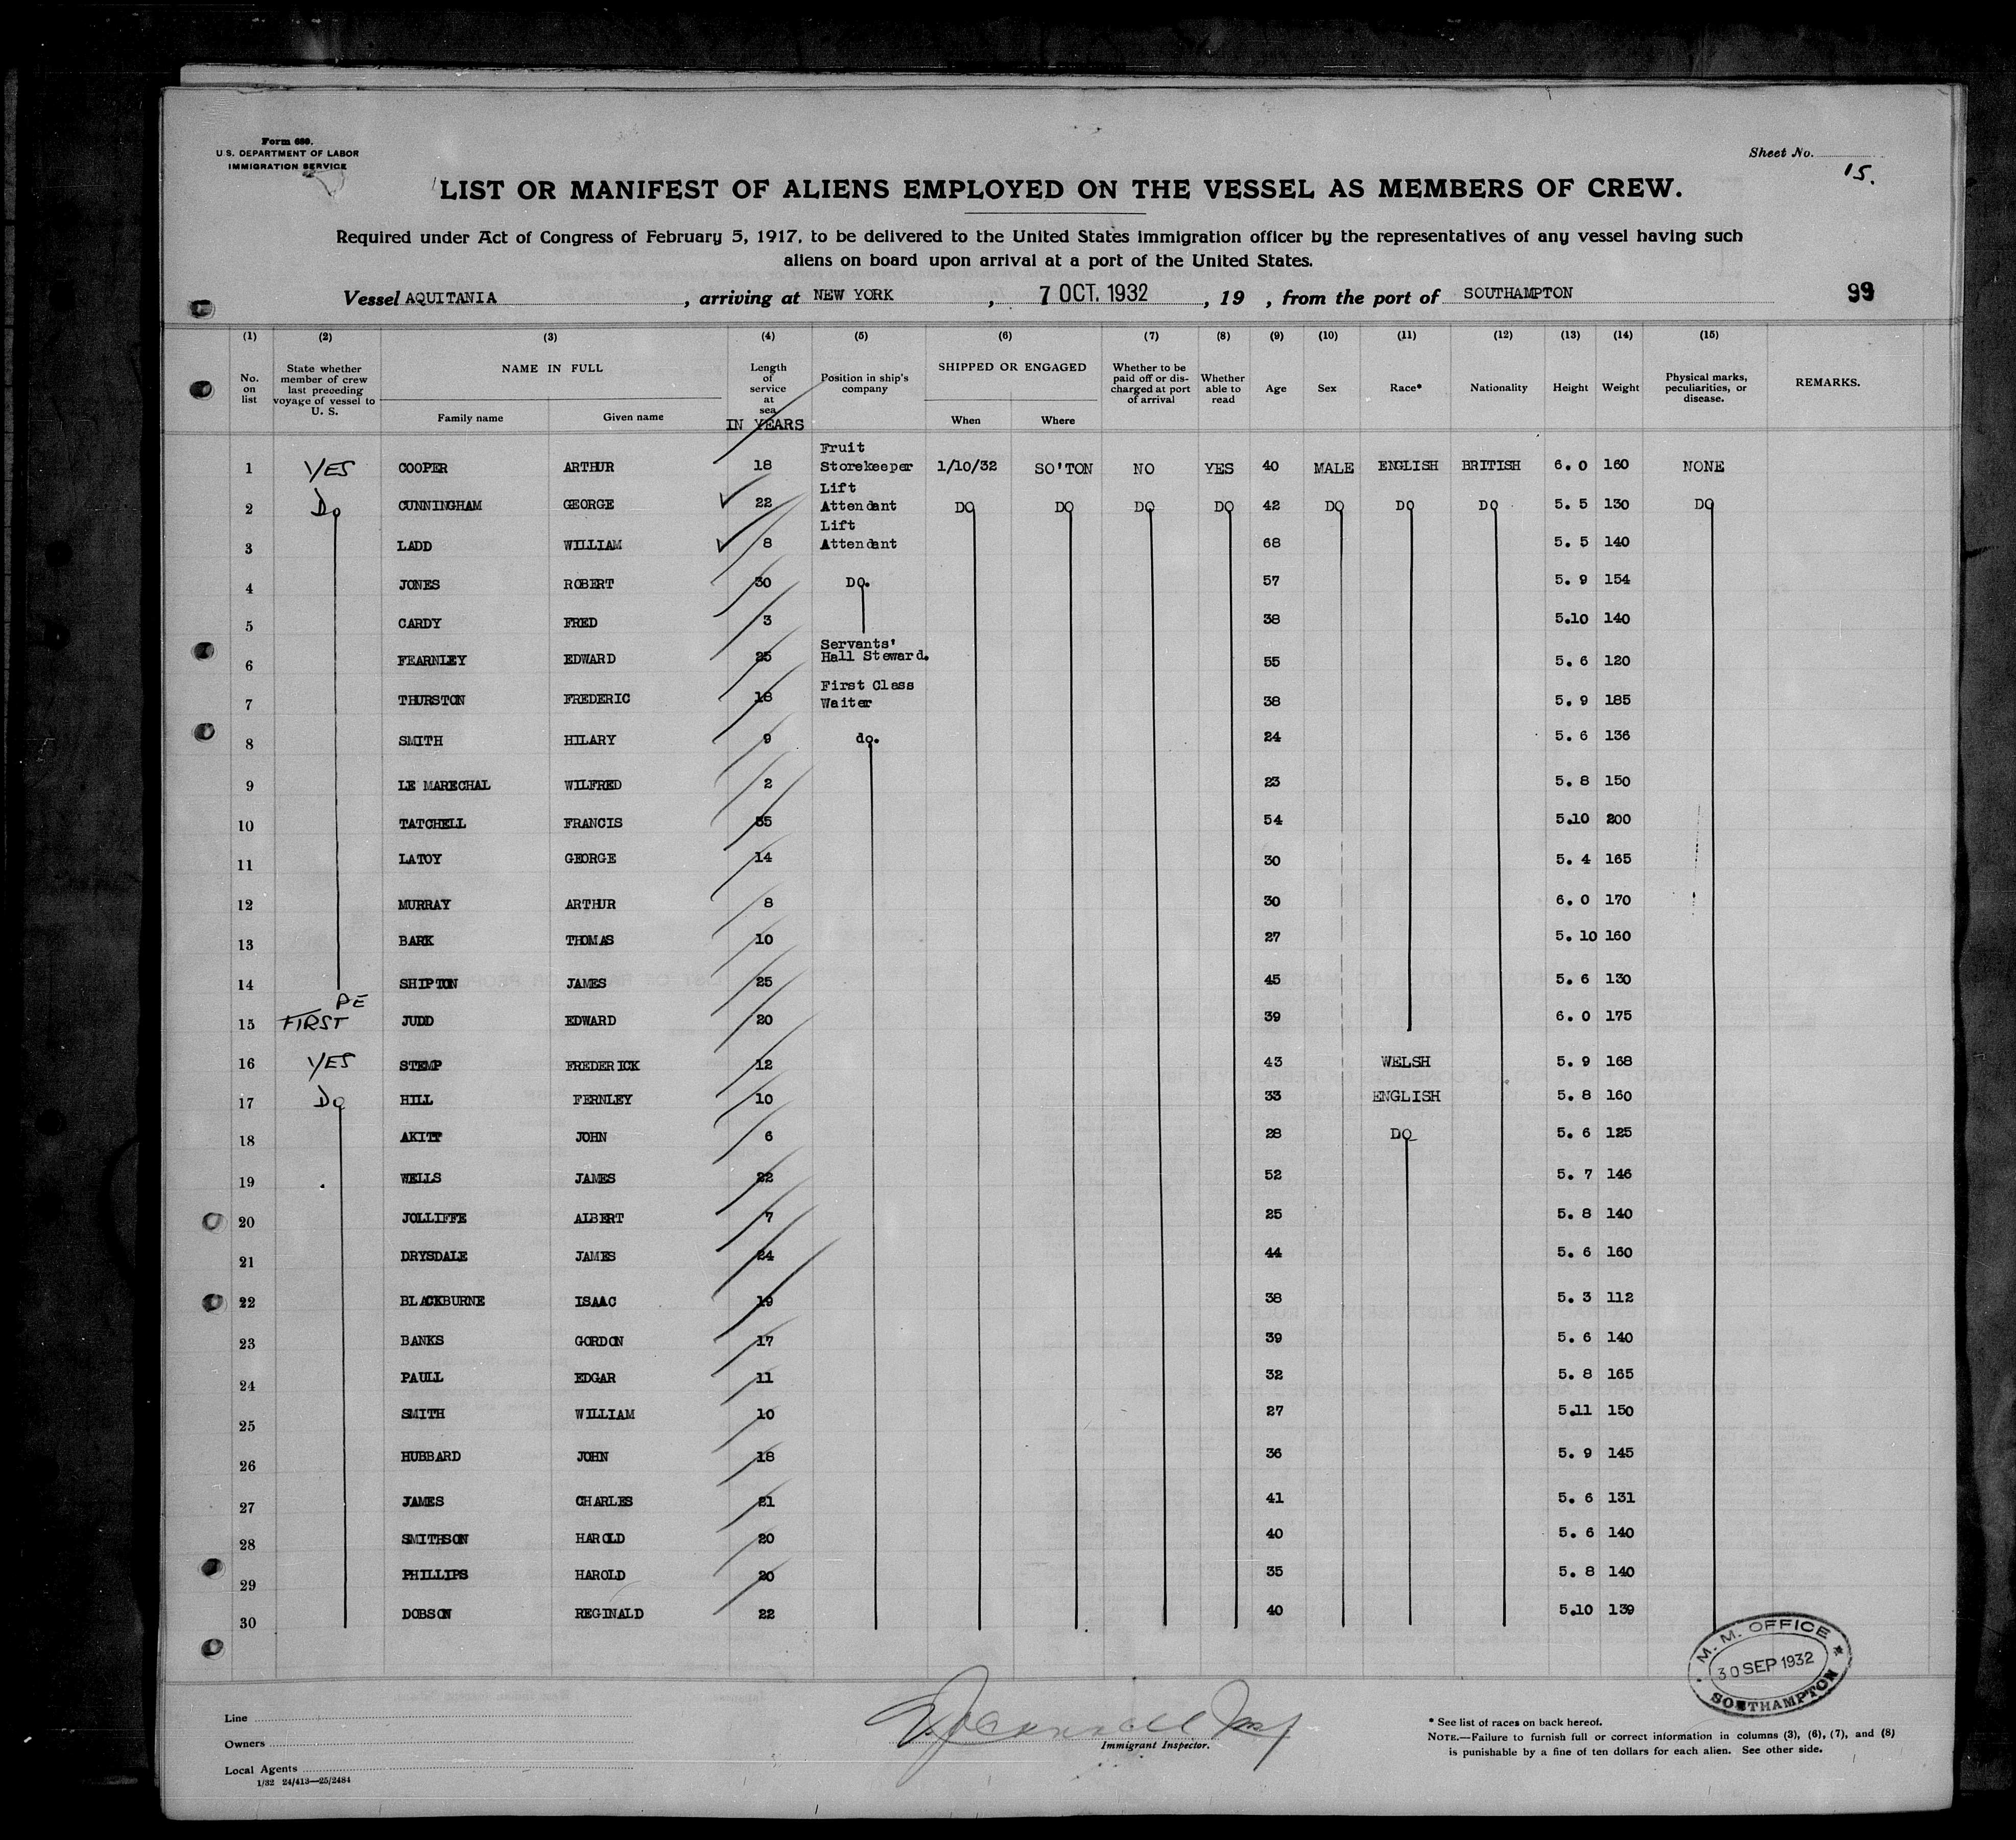 Form 680.
U.S. DEPARTMENT OF LABOR
IMMIGRATION SERVICE
Sheet No. 15.
LIST OR MANIFEST OF ALIENS EMPLOYED ON THE VESSEL AS MEMBERS OF CREW.
Required under Act of Congress of February 5, 1917, to be delivered to the United States immigration officer by the representatives of any vessel having such
aliens on board upon arrival at a port of the United States.
Vessel AQUITANIA, arriving at NEW YORK, 7 OCT. 1932, 19 , from the port of SOUTHAMPTON 99
(1) (2) (3) (4) (5) (6) (7) (8) (9) (10) (11) (12) (13) (14) (15)
No. on list State whether member of crew last preceding voyage of vessel to U. S. NAME IN FULL Length of service at sea IN YEARS Position in ship's company SHIPPED OR ENGAGED Whether to be paid off or discharged at port of arrival Whether able to read Age Sex Race* Nationality Height Weight Physical marks, peculiarities, or disease. REMARKS.
Family name Given name When Where
1 YES COOPER ARTHUR 18 Fruit Storekeeper 1/10/32 SO'TON NO YES 40 MALE ENGLISH BRITISH 6. 0 160 NONE
2 Do CUNNINGHAM GEORGE 22 Lift Attendant DO DO DO DO 42 DO DO DO 5. 5 130 DO
3 LADD WILLIAM 8 Lift Attendant 68 5. 5 140
4 JONES ROBERT 30 DO. 57 5. 9 154
5 CARDY FRED 3 38 5.10 140
6 FEARNLEY EDWARD 25 Servants' Hall Steward. 55 5. 6 120
7 THURSTON FREDERIC 18 First Class Waiter 38 5. 9 185
8 SMITH HILARY 9 do. 24 5. 6 136
9 LE MARECHAL WILFRED 2 23 5. 8 150
10 TATCHELL FRANCIS 35 54 5.10 200
11 LATOY GEORGE 14 30 5. 4 165
12 MURRAY ARTHUR 8 30 6. 0 170
13 BARK THOMAS 10 27 5. 10 160
14 SHIPTON JAMES 25 45 5. 6 130
15 FIRST JUDD EDWARD 20 39 6. 0 175
16 YES STEMP FREDERICK 12 43 WELSH 5. 9 168
17 Do HILL FERNLEY 10 33 ENGLISH 5. 8 160
18 AKITT JOHN 6 28 DO 5. 6 125
19 WELLS JAMES 22 52 5. 7 146
20 JOLLIFFE ALBERT 7 25 5. 8 140
21 DRYSDALE JAMES 24 44 5. 6 160
22 BLACKBURNE ISAAC 19 38 5. 3 112
23 BANKS GORDON 17 39 5. 6 140
24 PAULL EDGAR 11 32 5. 8 165
25 SMITH WILLIAM 10 27 5.11 150
26 HUBBARD JOHN 18 36 5. 9 145
27 JAMES CHARLES 21 41 5. 6 131
28 SMITHSON HAROLD 20 40 5. 6 140
29 PHILLIPS HAROLD 20 35 5. 8 140
30 DOBSON REGINALD 22 40 5.10 139
M. M. OFFICE
30 SEP 1932
SOUTHAMPTON
Line
Owners
Local Agents
1/32 24/413—25/2484
Immigrant Inspector.
* See list of races on back hereof.
NOTE.—Failure to furnish full or correct information in columns (3), (6), (7), and (8)
is punishable by a fine of ten dollars for each alien. See other side.